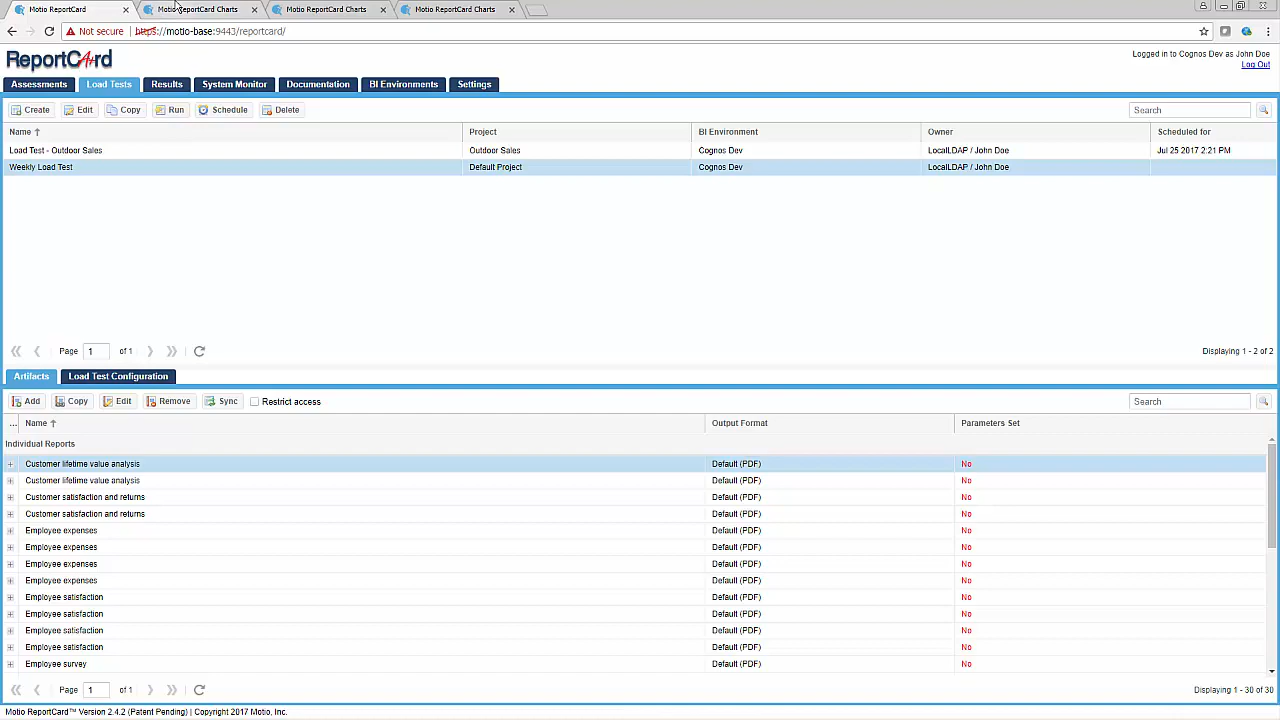 Motio ReportCard
Motio ReportCard Charts
Motio ReportCard Charts
Motio ReportCard Charts
Not secure https://motio-base:9443/reportcard/
ReportCard A+
Logged in to Cognos Dev as John Doe
Log Out
Assessments Load Tests Results System Monitor Documentation BI Environments Settings
Create Edit Copy Run Schedule Delete Search
Name Project BI Environment Owner Scheduled for
Load Test - Outdoor Sales Outdoor Sales Cognos Dev LocalLDAP / John Doe Jul 25 2017 2:21 PM
Weekly Load Test Default Project Cognos Dev LocalLDAP / John Doe
Page 1 of 1 Displaying 1 - 2 of 2
Artifacts Load Test Configuration
Add Copy Edit Remove Sync Restrict access Search
... Name Output Format Parameters Set
Individual Reports
Customer lifetime value analysis Default (PDF) No
Customer lifetime value analysis Default (PDF) No
Customer satisfaction and returns Default (PDF) No
Customer satisfaction and returns Default (PDF) No
Employee expenses Default (PDF) No
Employee expenses Default (PDF) No
Employee expenses Default (PDF) No
Employee expenses Default (PDF) No
Employee satisfaction Default (PDF) No
Employee satisfaction Default (PDF) No
Employee satisfaction Default (PDF) No
Employee satisfaction Default (PDF) No
Employee survey Default (PDF) No
Page 1 of 1 Displaying 1 - 30 of 30
Motio ReportCard™ Version 2.4.2 (Patent Pending) | Copyright 2017 Motio, Inc.